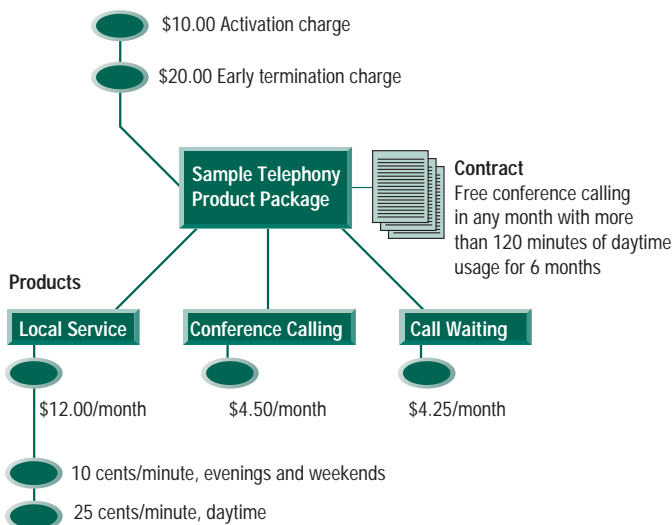 $10.00 Activation charge
$20.00 Early termination charge
Sample Telephony
Product Package
Contract
Free conference calling
in any month with more
than 120 minutes of daytime
usage for 6 months
Products
Local Service
Conference Calling
Call Waiting
$12.00/month
$4.50/month
$4.25/month
10 cents/minute, evenings and weekends
25 cents/minute, daytime